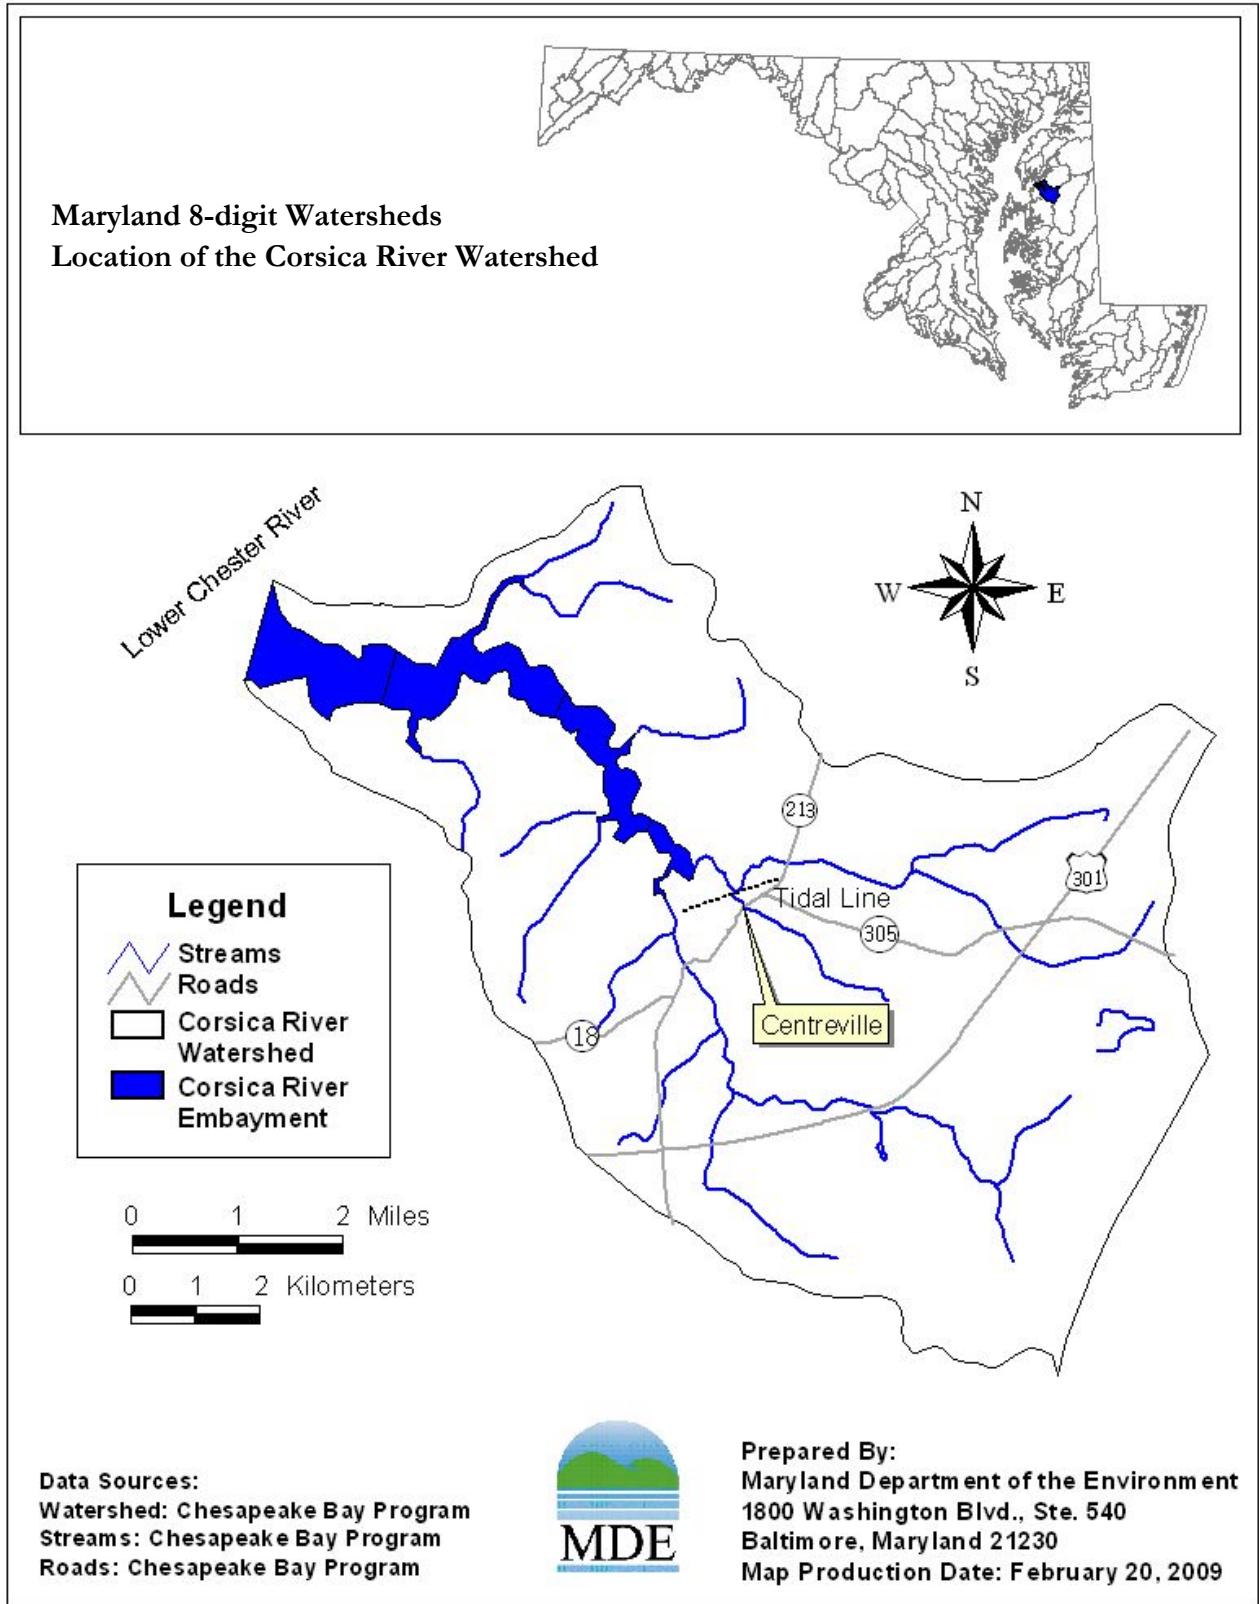 Maryland 8-digit Watersheds
Location of the Corsica River Watershed
Lower Chester River
N
W
E
S
213
301
Tidal Line
305
Centreville
18
Legend
Streams
Roads
Corsica River
Watershed
Corsica River
Embayment
0 1 2 Miles
0 1 2 Kilometers
Data Sources:
Watershed: Chesapeake Bay Program
Streams: Chesapeake Bay Program
Roads: Chesapeake Bay Program
MDE
Prepared By:
Maryland Department of the Environment
1800 Washington Blvd., Ste. 540
Baltimore, Maryland 21230
Map Production Date: February 20, 2009